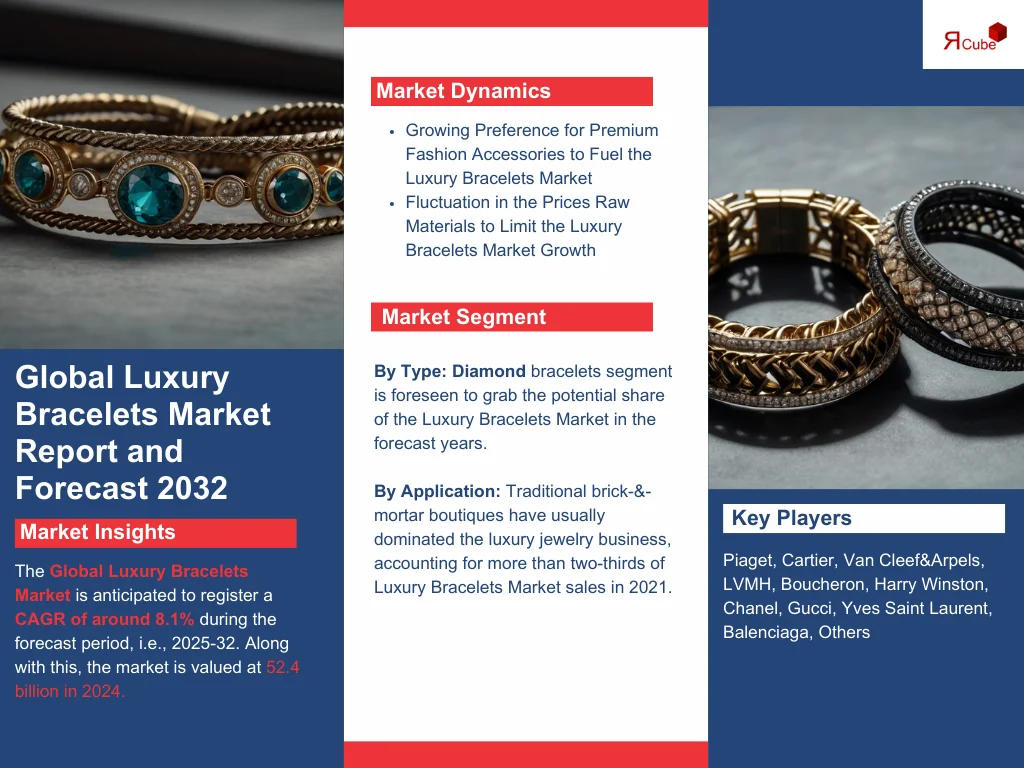 Global Luxury
Bracelets Market
Report and
Forecast 2032
Market Insights
The Global Luxury Bracelets
Market is anticipated to register a
CAGR of around 8.1% during the
forecast period, i.e., 2025-32. Along
with this, the market is valued at 52.4
billion in 2024.
Market Dynamics
• Growing Preference for Premium
Fashion Accessories to Fuel the
Luxury Bracelets Market
• Fluctuation in the Prices Raw
Materials to Limit the Luxury
Bracelets Market Growth
Market Segment
By Type: Diamond bracelets segment
is foreseen to grab the potential share
of the Luxury Bracelets Market in the
forecast years.
By Application: Traditional brick-&-
mortar boutiques have usually
dominated the luxury jewelry business,
accounting for more than two-thirds of
Luxury Bracelets Market sales in 2021.
ЯCube
Key Players
Piaget, Cartier, Van Cleef&Arpels,
LVMH, Boucheron, Harry Winston,
Chanel, Gucci, Yves Saint Laurent,
Balenciaga, Others